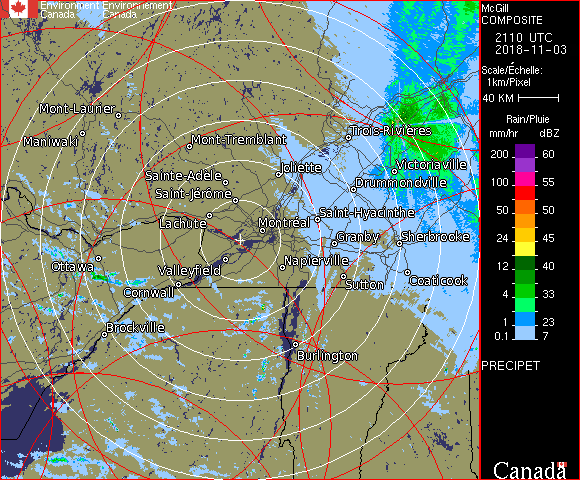 Environment Environnement
Canada Canada
Mont-Laurier
Maniwaki
Mont-Tremblant
Trois-Rivières
Joliette
Victoriaville
Sainte-Adèle
Drummondville
Saint-Jérôme
Lachute
Saint-Hyacinthe
Montréal
Granby
Sherbrooke
Ottawa
Valleyfield
Napierville
Cornwall
Sutton
Coaticook
Brockville
Burlington
McGill
COMPOSITE
2110 UTC
2018-11-03
Scale/Échelle:
1km/Pixel
40 KM
Rain/Pluie
mm/hr dBZ
200 60
100 55
50 50
24 45
12 40
4 33
1 23
0.1 7
PRECIPET
Canada